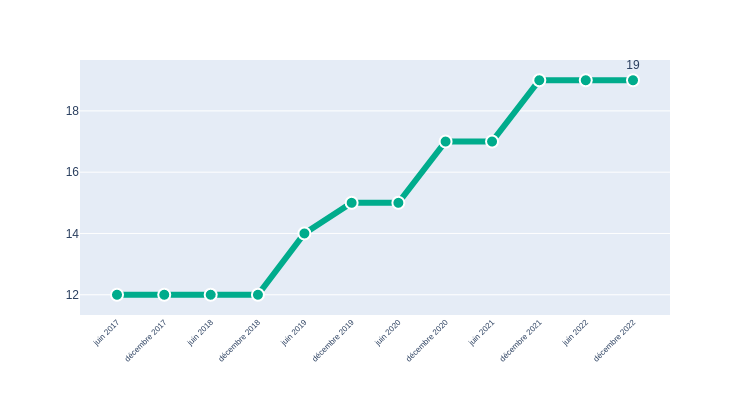 19
18
16
14
12
juin 2017
décembre 2017
juin 2018
décembre 2018
juin 2019
décembre 2019
juin 2020
décembre 2020
juin 2021
décembre 2021
juin 2022
décembre 2022